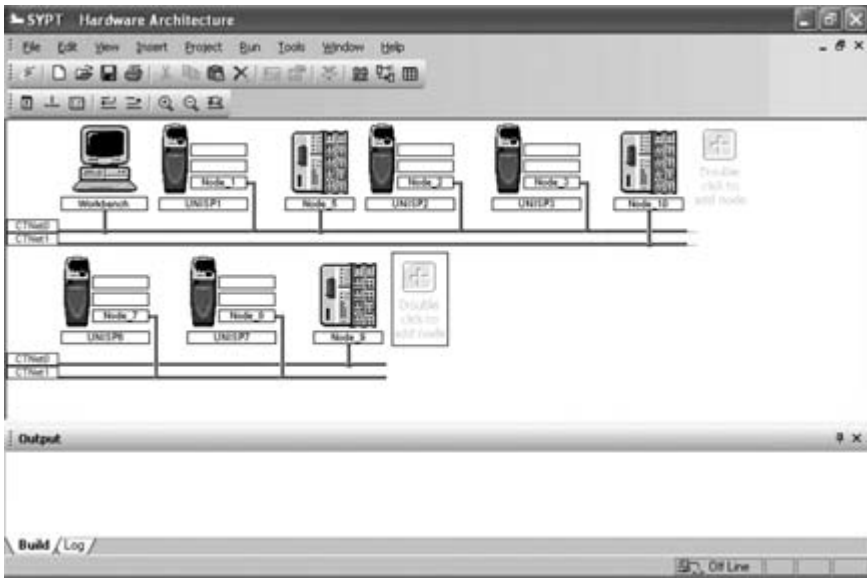 SYPT Hardware Architecture
File Edit View Insert Project Run Tools Window Help
Node_1 Node_2 Node_3
Double click to add node
Workbench UNISP1 Node_5 UNISP2 UNISP3 Node_10
CTNet0
CTNet1
Double click to add node
Node_7 Node_8
UNISP6 UNISP7 Node_9
CTNet0
CTNet1
Output
Build Log
Off Line